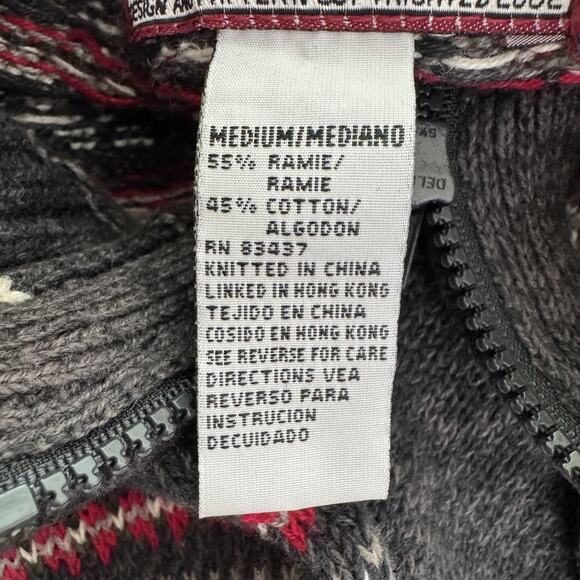 MEDIUM/MEDIANO
55% RAMIE/
RAMIE
45% COTTON/
ALGODON
RN 83437
KNITTED IN CHINA
LINKED IN HONG KONG
TEJIDO EN CHINA
COSIDO EN HONG KONG
SEE REVERSE FOR CARE
DIRECTIONS VEA
REVERSO PARA
INSTRUCION
DECUIDADO